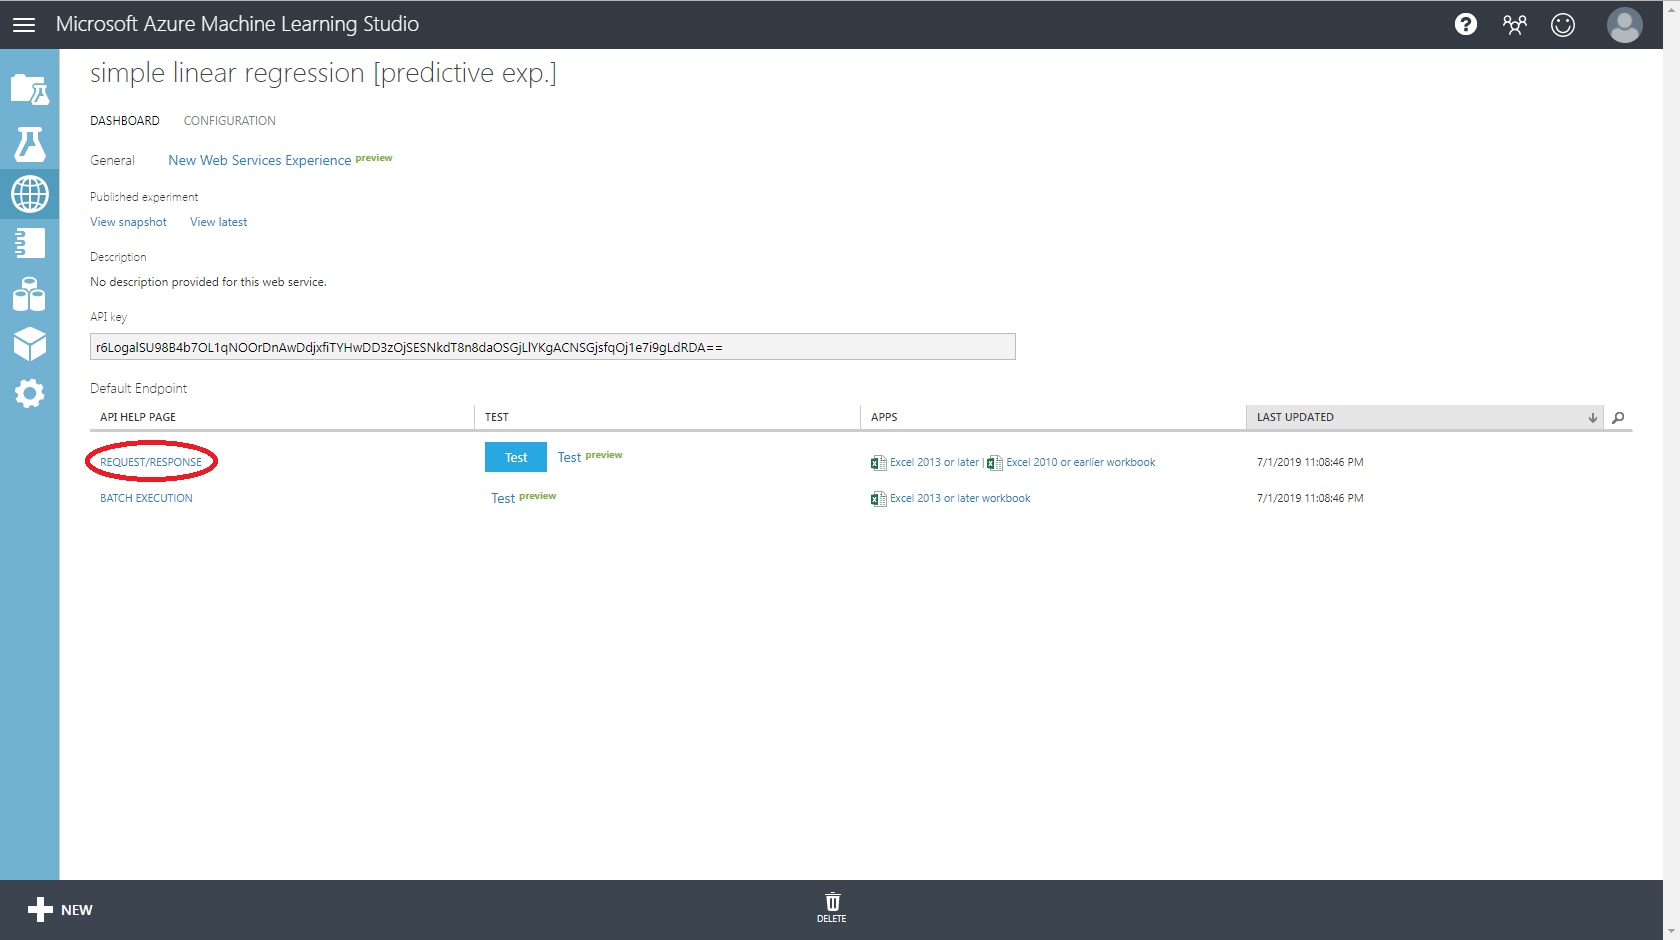 Microsoft Azure Machine Learning Studio
simple linear regression [predictive exp.]
DASHBOARD CONFIGURATION
General New Web Services Experience preview
Published experiment
View snapshot View latest
Description
No description provided for this web service.
API key
r6LogalSU98B4b7OL1qNOOrDnAwDdjxfiTYHwDD3zOjSESNkdT8n8daOSGjLlYKgACNSGjsfqOj1e7i9gLdRDA==
Default Endpoint
API HELP PAGE TEST APPS LAST UPDATED
REQUEST/RESPONSE Test Test preview Excel 2013 or later | Excel 2010 or earlier workbook 7/1/2019 11:08:46 PM
BATCH EXECUTION Test preview Excel 2013 or later workbook 7/1/2019 11:08:46 PM
NEW DELETE